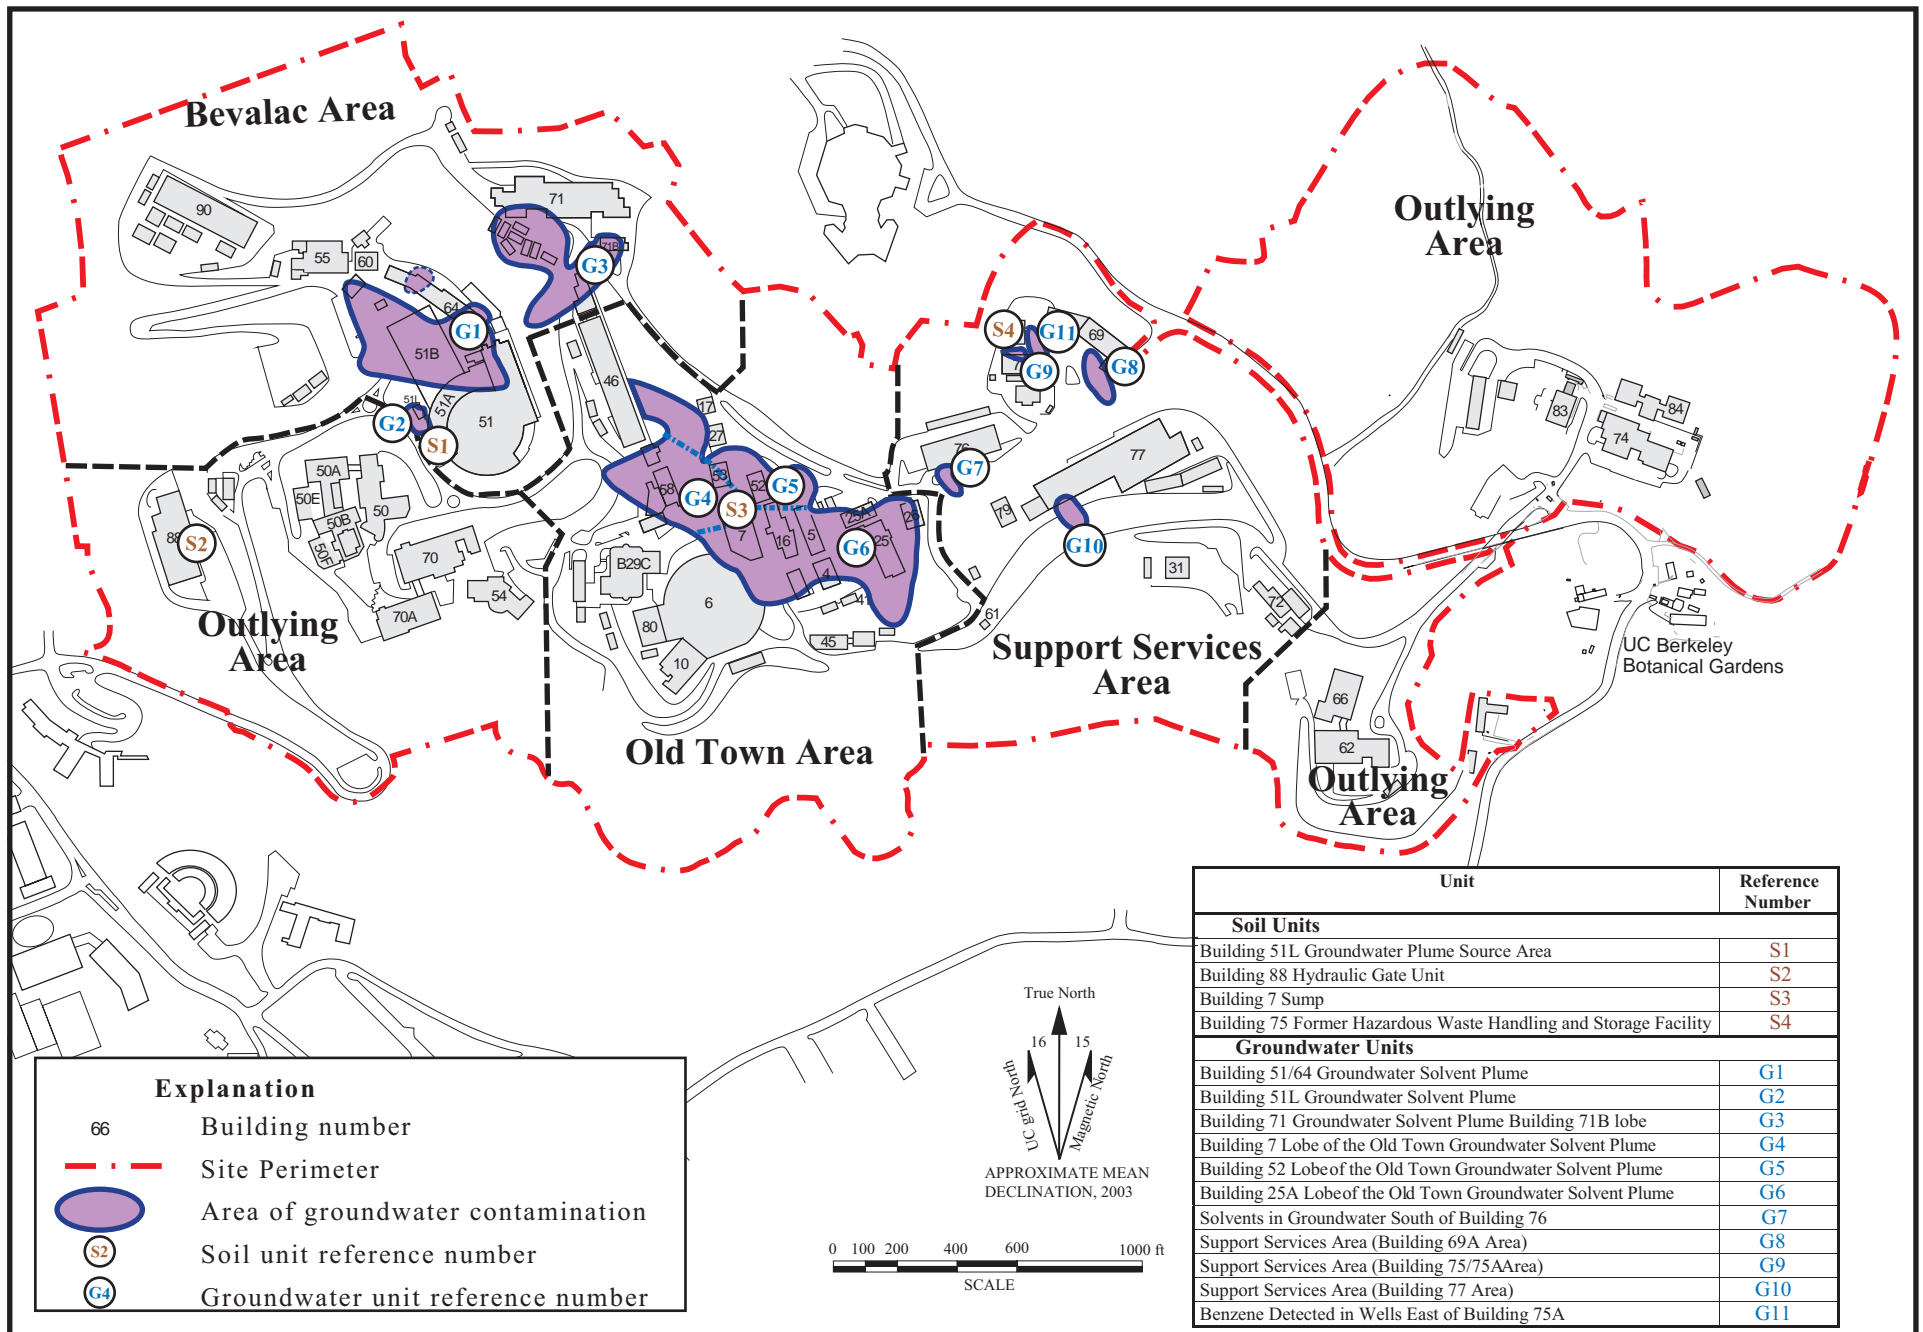 Bevalac Area
Outlying
Area
90
55
60
64
71
71B
G3
G1
51B
51A
51L
51
G2
S1
S4
G11
69
G9
G8
46
17
27
76
G7
77
79
G10
83
84
74
50A
50E
50
50B
50F
88
S2
70
70A
54
58
53
52
G4
S3
G5
7
16
5
25A
25
26
G6
4
41
B29C
6
80
10
45
61
31
72
66
62
Outlying
Area
Support Services
Area
Old Town Area
Outlying
Area
UC Berkeley
Botanical Gardens
Unit
Reference
Number
Soil Units
Building 51L Groundwater Plume Source Area S1
Building 88 Hydraulic Gate Unit S2
Building 7 Sump S3
Building 75 Former Hazardous Waste Handling and Storage Facility S4
Groundwater Units
Building 51/64 Groundwater Solvent Plume G1
Building 51L Groundwater Solvent Plume G2
Building 71 Groundwater Solvent Plume Building 71B lobe G3
Building 7 Lobe of the Old Town Groundwater Solvent Plume G4
Building 52 Lobe of the Old Town Groundwater Solvent Plume G5
Building 25A Lobe of the Old Town Groundwater Solvent Plume G6
Solvents in Groundwater South of Building 76 G7
Support Services Area (Building 69A Area) G8
Support Services Area (Building 75/75AArea) G9
Support Services Area (Building 77 Area) G10
Benzene Detected in Wells East of Building 75A G11
True North
16 15
UC grid North
Magnetic North
APPROXIMATE MEAN
DECLINATION, 2003
0 100 200 400 600 1000 ft
SCALE
Explanation
66 Building number
Site Perimeter
Area of groundwater contamination
S2 Soil unit reference number
G4 Groundwater unit reference number